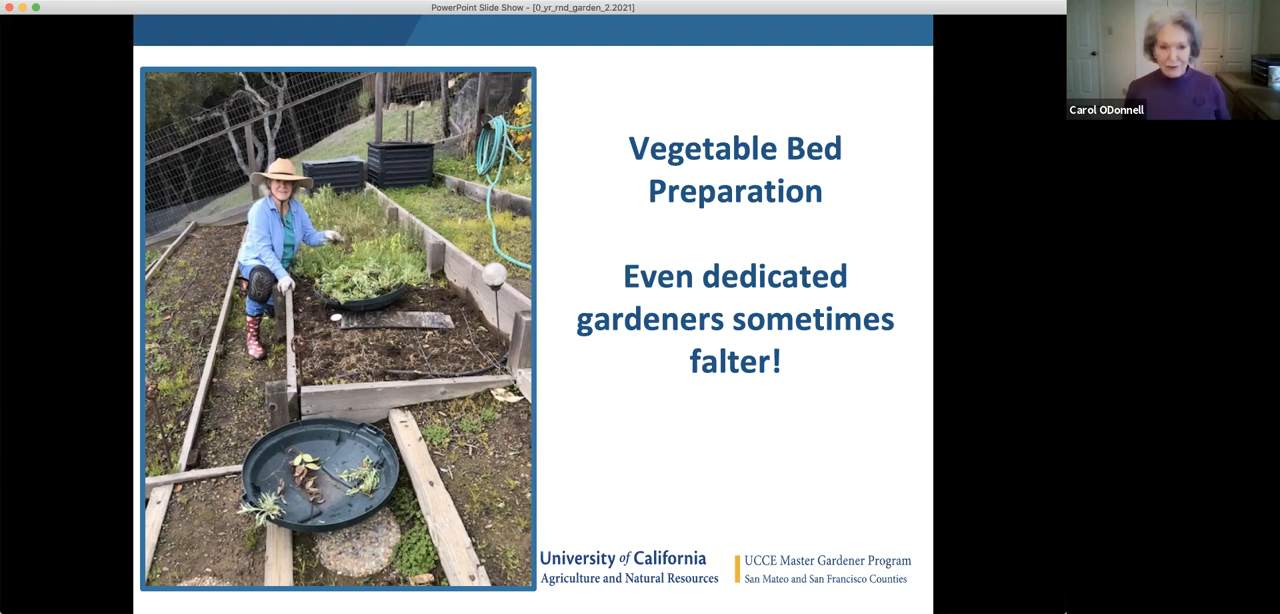 PowerPoint Slide Show - [0_yr_rnd_garden_2.2021]
Carol ODonnell
Vegetable Bed
Preparation
Even dedicated
gardeners sometimes
falter!
University of California
Agriculture and Natural Resources
UCCE Master Gardener Program
San Mateo and San Francisco Counties